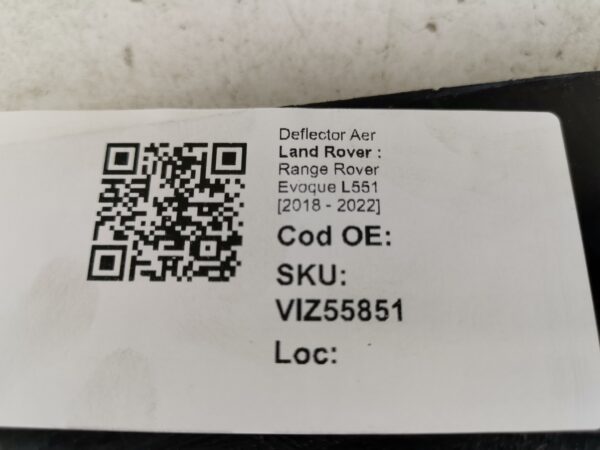 Deflector Aer
Land Rover :
Range Rover
Evoque L551
[2018 - 2022]
Cod OE:
SKU:
VIZ55851
Loc: